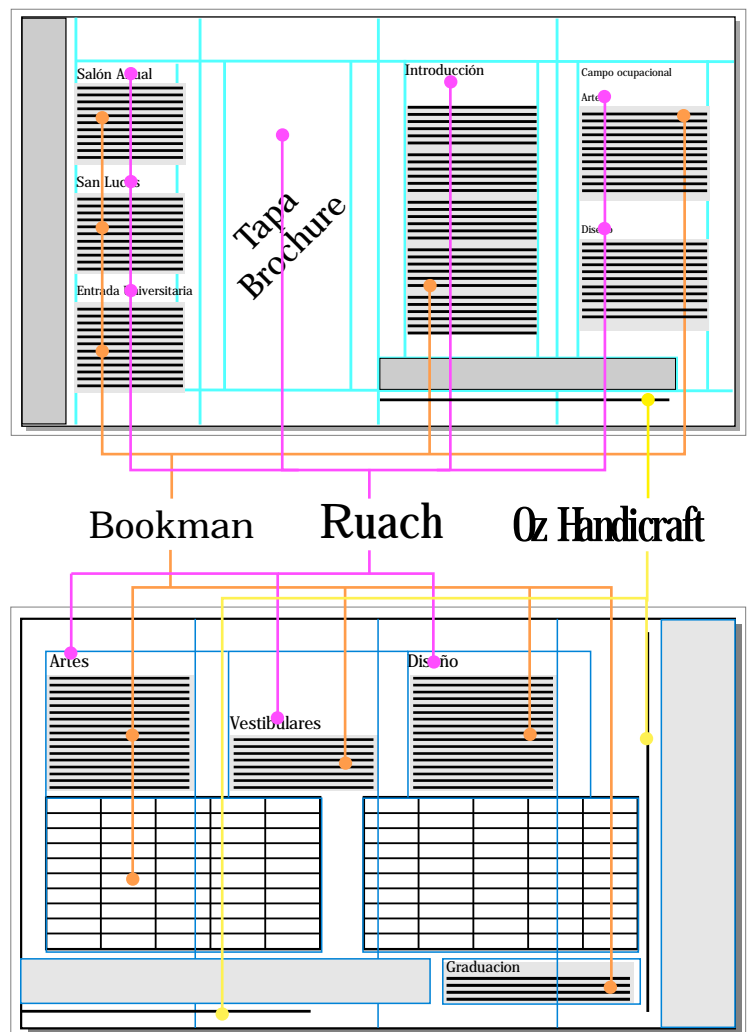 Salón Anual
San Lucas
Entrada Universitaria
Tapa
Brochure
Introducción
Campo ocupacional
Artes
Diseño
Bookman
Ruach
Oz Handicraft
Artes
Vestibulares
Diseño
Graduacion